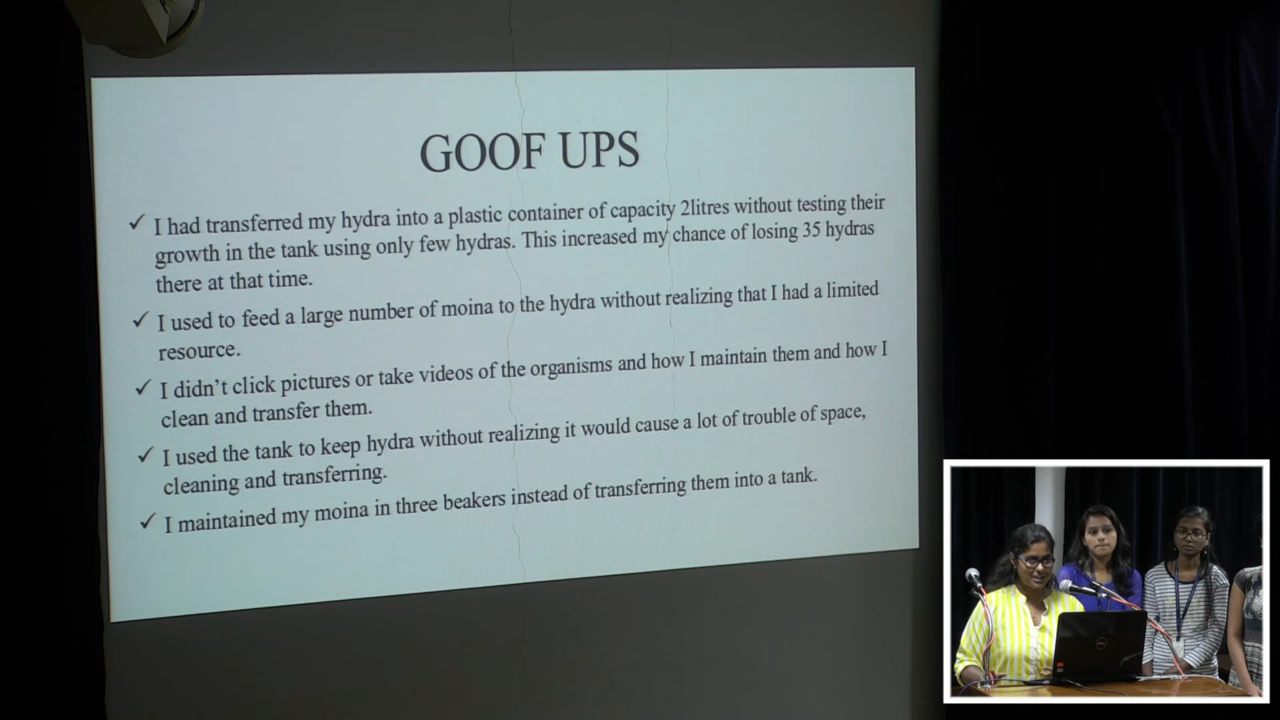 GOOF UPS
✓ I had transferred my hydra into a plastic container of capacity 2litres without testing their
growth in the tank using only few hydras. This increased my chance of losing 35 hydras
there at that time.
✓ I used to feed a large number of moina to the hydra without realizing that I had a limited
resource.
✓ I didn't click pictures or take videos of the organisms and how I maintain them and how I
clean and transfer them.
✓ I used the tank to keep hydra without realizing it would cause a lot of trouble of space,
cleaning and transferring.
✓ I maintained my moina in three beakers instead of transferring them into a tank.